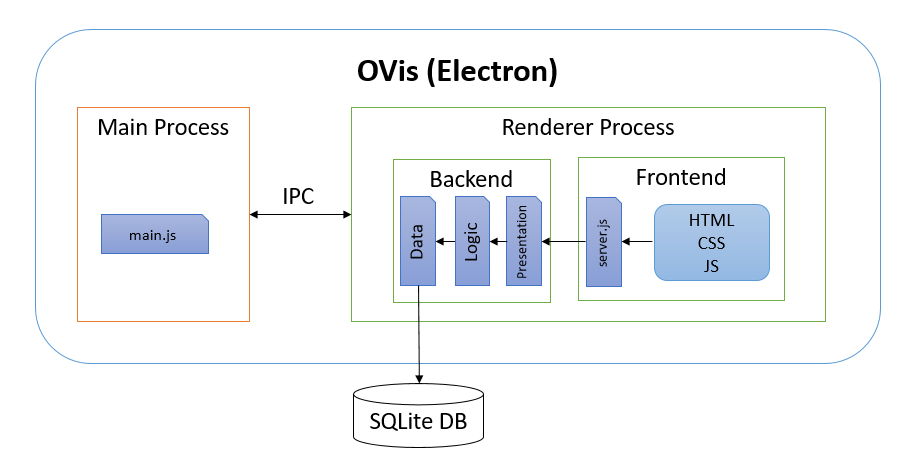 OVis (Electron)
Main Process
Renderer Process
Backend
Frontend
IPC
main.js
Data
Logic
Presentation
server.js
HTML
CSS
JS
SQLite DB